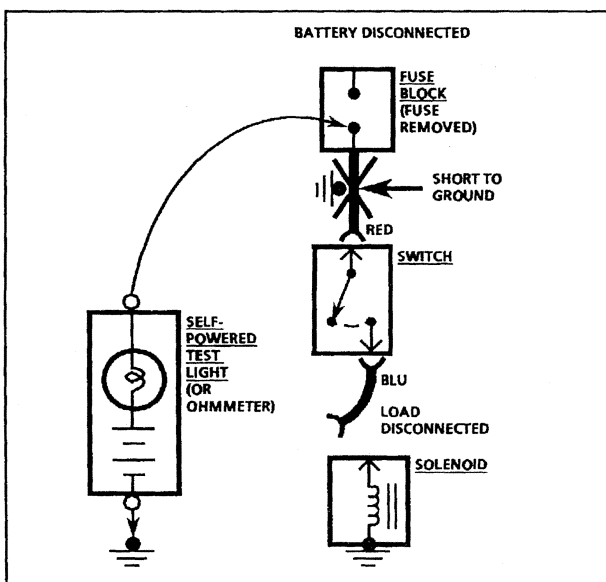 BATTERY DISCONNECTED
FUSE
BLOCK
(FUSE
REMOVED)
SHORT TO
GROUND
RED
SWITCH
SELF-
POWERED
TEST
LIGHT
(OR
OHMMETER)
BLU
LOAD
DISCONNECTED
SOLENOID